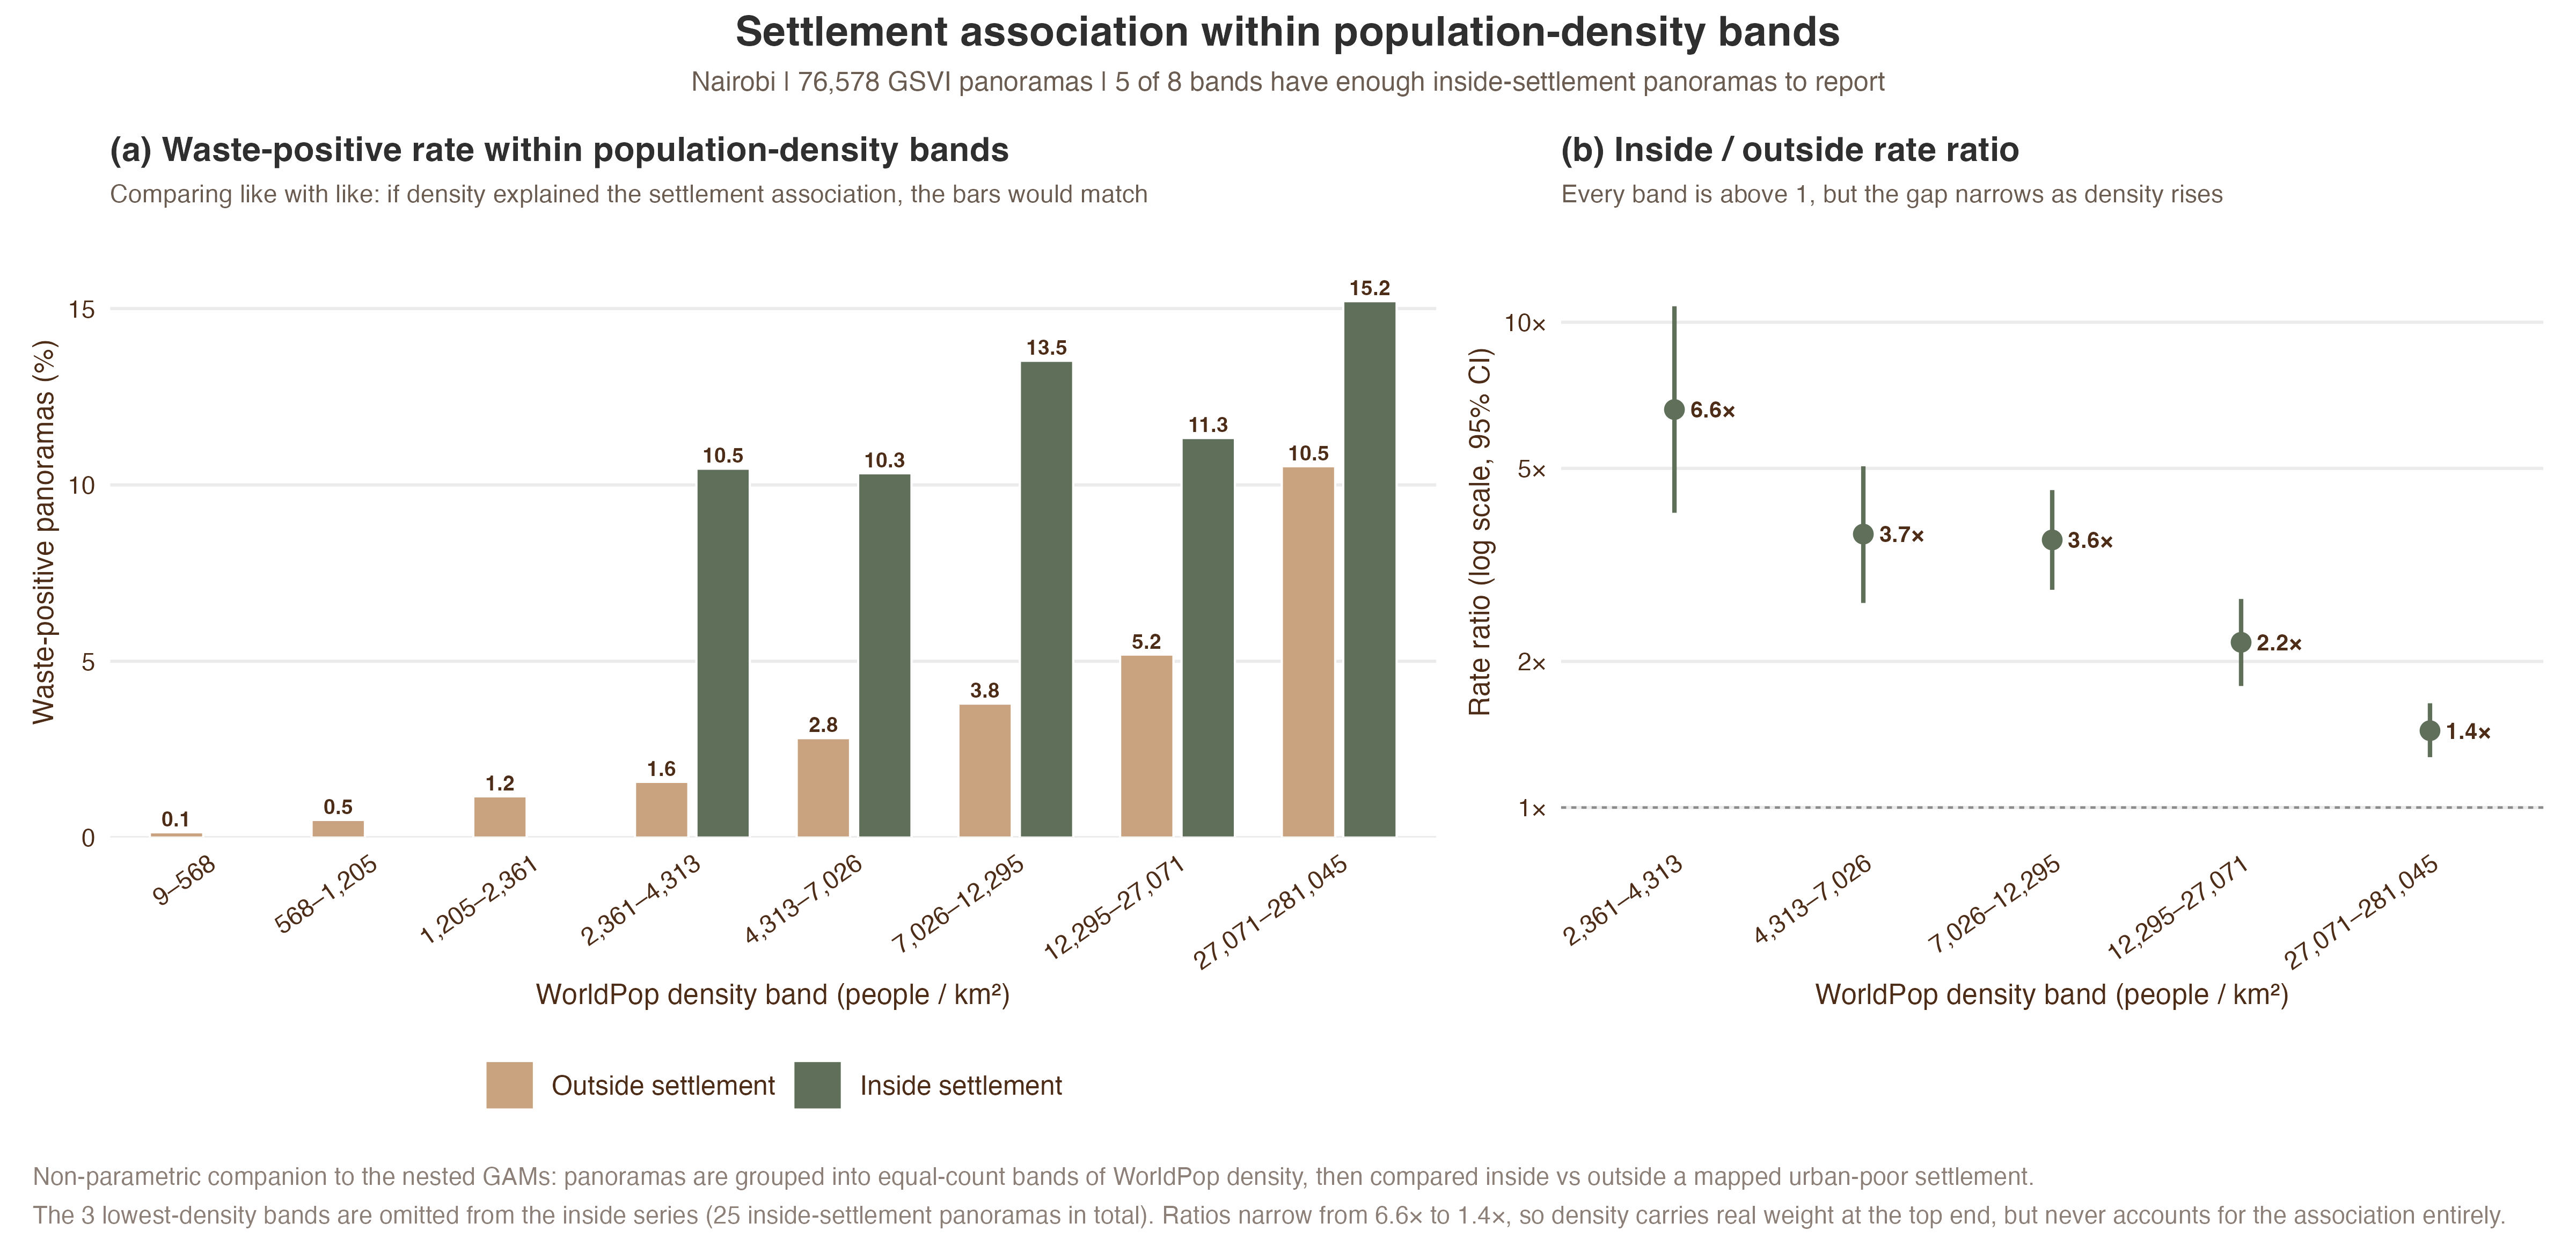 Settlement association within population-density bands
Nairobi | 76,578 GSVI panoramas | 5 of 8 bands have enough inside-settlement panoramas to report
(a) Waste-positive rate within population-density bands
Comparing like with like: if density explained the settlement association, the bars would match
Waste-positive panoramas (%)
15
10
5
0
0.1
0.5
1.2
1.6
10.5
2.8
10.3
3.8
13.5
5.2
11.3
10.5
15.2
9–568
568–1,205
1,205–2,361
2,361–4,313
4,313–7,026
7,026–12,295
12,295–27,071
27,071–281,045
WorldPop density band (people / km²)
Outside settlement
Inside settlement
(b) Inside / outside rate ratio
Every band is above 1, but the gap narrows as density rises
Rate ratio (log scale, 95% CI)
10×
5×
2×
1×
6.6×
3.7×
3.6×
2.2×
1.4×
2,361–4,313
4,313–7,026
7,026–12,295
12,295–27,071
27,071–281,045
WorldPop density band (people / km²)
Non-parametric companion to the nested GAMs: panoramas are grouped into equal-count bands of WorldPop density, then compared inside vs outside a mapped urban-poor settlement.
The 3 lowest-density bands are omitted from the inside series (25 inside-settlement panoramas in total). Ratios narrow from 6.6× to 1.4×, so density carries real weight at the top end, but never accounts for the association entirely.